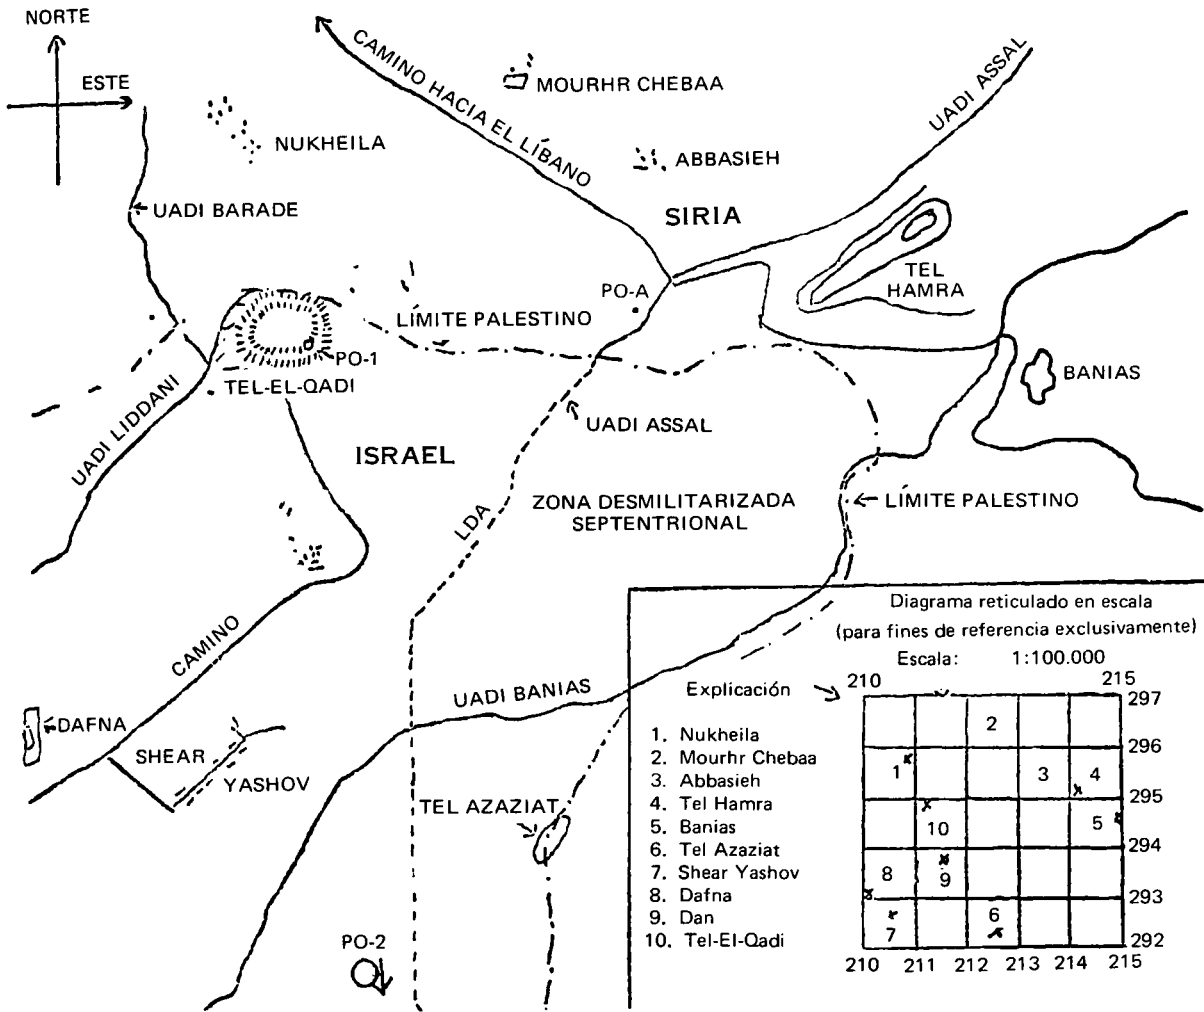 NORTE
ESTE
CAMINO HACIA EL LÍBANO
MOURHR CHEBAA
UADI ASSAL
NUKHEILA
ABBASIEH
UADI BARADE
SIRIA
TEL
HAMRA
PO-A
LÍMITE PALESTINO
PO-1
TEL-EL-QADI
BANIAS
UADI LIDDANI
UADI ASSAL
ISRAEL
LDA
ZONA DESMILITARIZADA
SEPTENTRIONAL
LÍMITE PALESTINO
CAMINO
UADI BANIAS
DAFNA
SHEAR
YASHOV
TEL AZAZIAT
PO-2
Diagrama reticulado en escala
(para fines de referencia exclusivamente)
Escala: 1:100.000
Explicación
210 215
297
1. Nukheila
2. Mourhr Chebaa
3. Abbasieh
4. Tel Hamra
5. Banias
6. Tel Azaziat
7. Shear Yashov
8. Dafna
9. Dan
10. Tel-El-Qadi
2
296
1 3 4
295
10 5
294
8 9
293
7 6
292
210 211 212 213 214 215